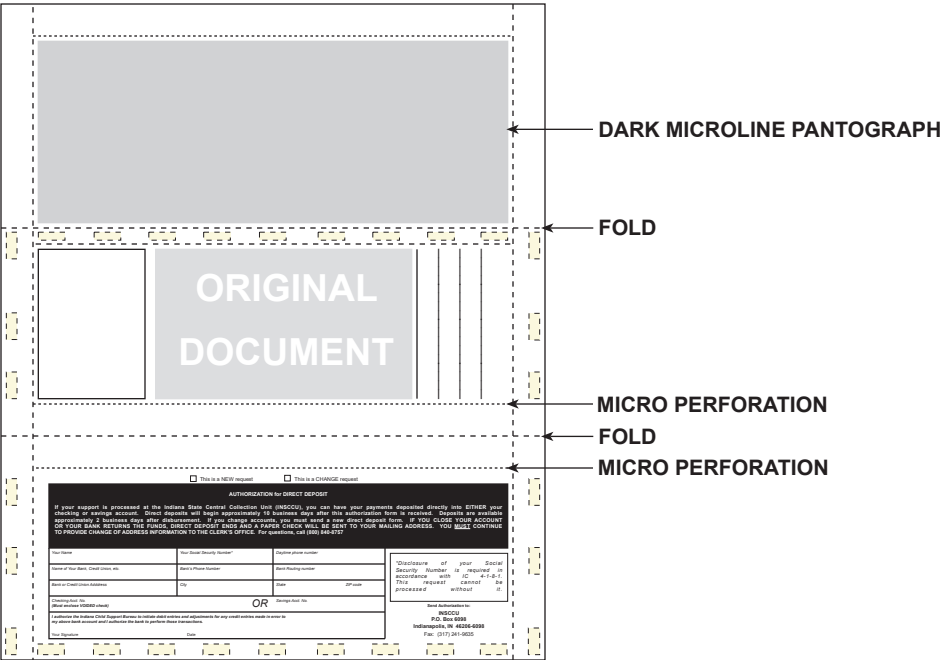 DARK MICROLINE PANTOGRAPH
FOLD
ORIGINAL
DOCUMENT
MICRO PERFORATION
FOLD
MICRO PERFORATION
This is a NEW request This is a CHANGE request
AUTHORIZATION for DIRECT DEPOSIT
If your support is processed at the Indiana State Central Collection Unit (INSCCU), you can have your payments deposited directly into EITHER your
checking or savings account. Direct deposits will begin approximately 10 business days after this authorization form is received. Deposits are available
approximately 2 business days after disbursement. If you change accounts, you must send a new direct deposit form. IF YOU CLOSE YOUR ACCOUNT
OR YOUR BANK RETURNS THE FUNDS, DIRECT DEPOSIT ENDS AND A PAPER CHECK WILL BE SENT TO YOUR MAILING ADDRESS. YOU MUST CONTINUE
TO PROVIDE CHANGE OF ADDRESS INFORMATION TO THE CLERK'S OFFICE. For questions, call (800) 840-8757
Your Name Your Social Security Number* Daytime phone number
Name of Your Bank, Credit Union, etc. Bank's Phone Number Bank Routing number
Bank or Credit Union Address City State ZIP code
Checking Acct. No. OR Savings Acct. No.
(Must enclose VOIDED check)
I authorize the Indiana Child Support Bureau to initiate debit entries and adjustments for any credit entries made in error to
my above bank account and I authorize the bank to perform those transactions.
Your Signature Date
*Disclosure of your Social
Security Number is required in
accordance with IC 4-1-8-1.
This request cannot be
processed without it.
Send Authorization to:
INSCCU
P.O. Box 6098
Indianapolis, IN 46206-6098
Fax: (317) 241-9635